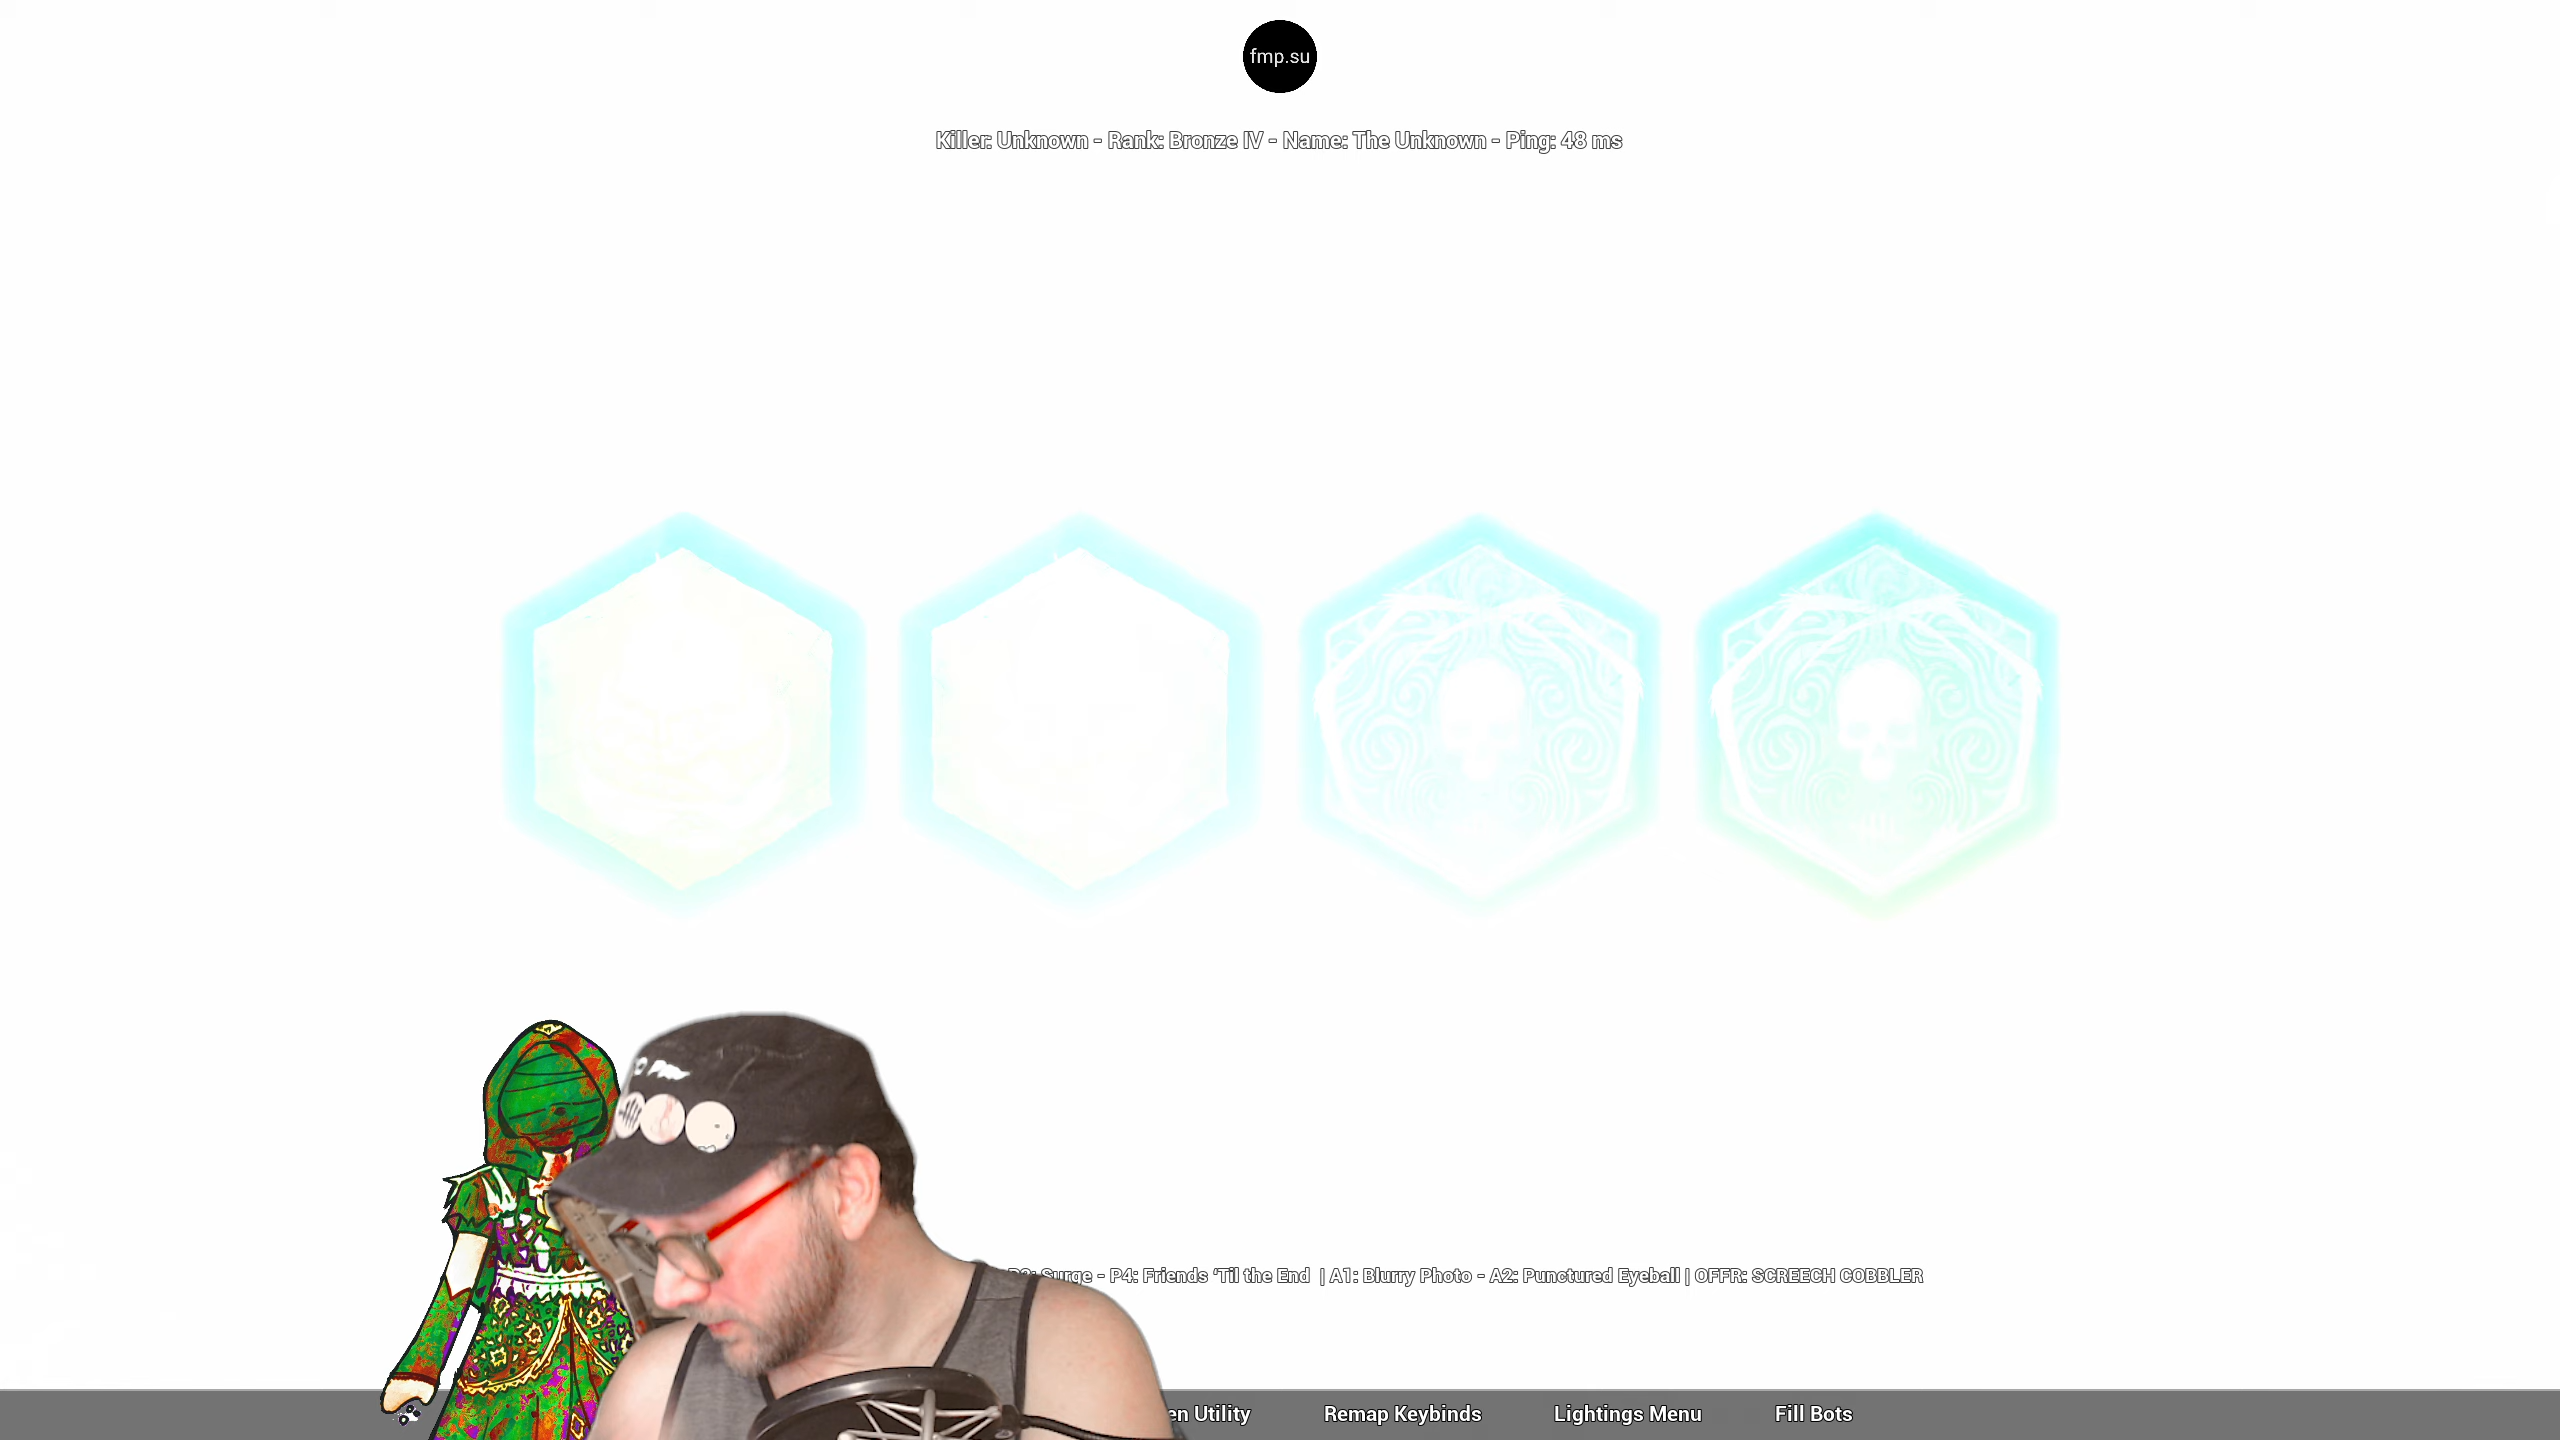 fmp.su
Killer: Unknown - Rank: Bronze IV - Name: The Unknown - Ping: 48 ms
Surge - P4: Friends ‘Til the End | A1: Blurry Photo - A2: Punctured Eyeball | OFFR: SCREECH COBBLER
Utility Remap Keybinds Lightings Menu Fill Bots